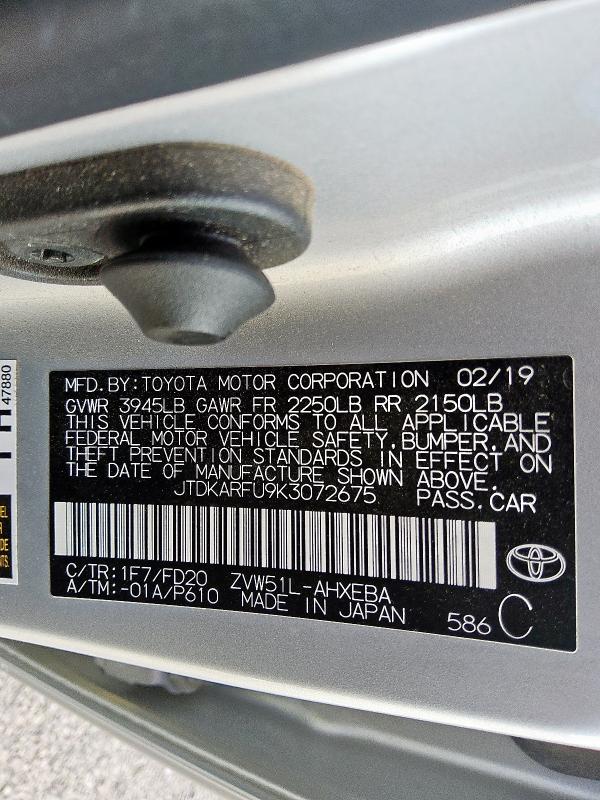 47880
MFD.BY:TOYOTA MOTOR CORPORATION 02/19
GVWR 3945LB GAWR FR 2250LB RR 2150LB
THIS VEHICLE CONFORMS TO ALL APPLICABLE
FEDERAL MOTOR VEHICLE SAFETY,BUMPER,AND
THEFT PREVENTION STANDARDS IN EFFECT ON
THE DATE OF MANUFACTURE SHOWN ABOVE.
JTDKARFU9K3072675 PASS.CAR
C/TR:1F7/FD20 ZVW51L-AHXEBA
A/TM:-01A/P610 MADE IN JAPAN
586 C